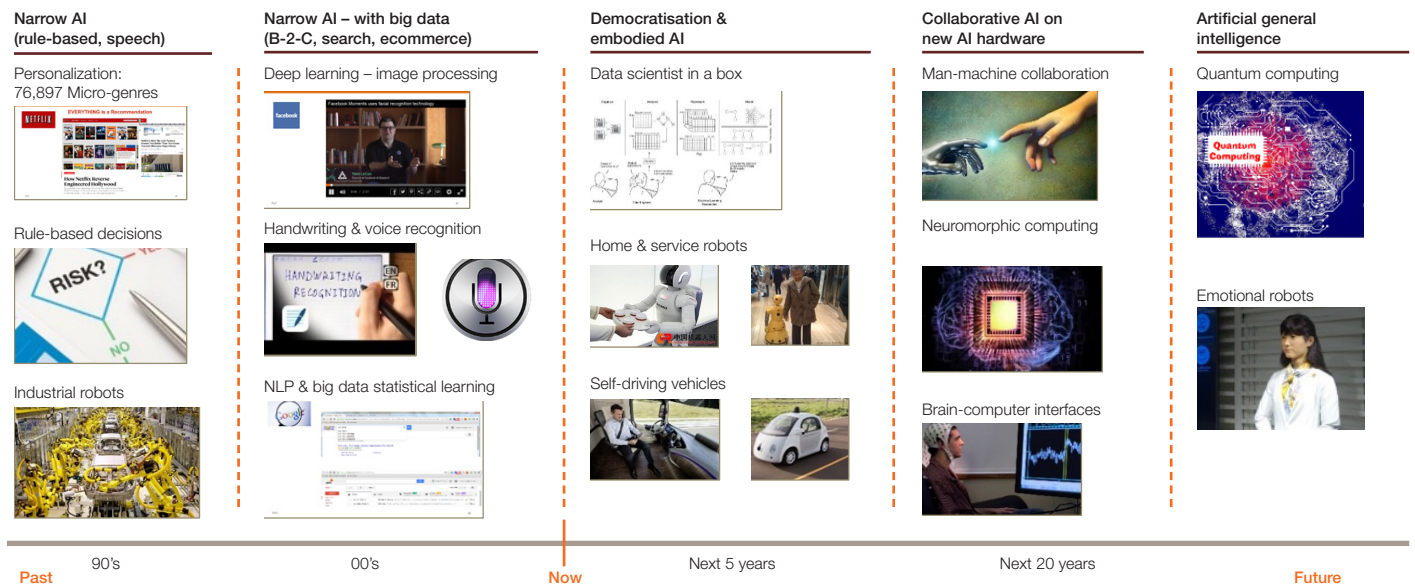 Narrow AI
(rule-based, speech)
Personalization:
76,897 Micro-genres
EVERYTHING is a Recommendation
NETFLIX
How Netflix Reverse
Engineered Hollywood
Rule-based decisions
RISK?
NO
Industrial robots
Narrow AI – with big data
(B-2-C, search, ecommerce)
Deep learning – image processing
facebook
Facebook Moments uses facial recognition technology
Handwriting & voice recognition
HANDWRITING
RECOGNITION
EN
FR
NLP & big data statistical learning
Google
Democratisation &
embodied AI
Data scientist in a box
Home & service robots
Self-driving vehicles
Collaborative AI on
new AI hardware
Man-machine collaboration
Neuromorphic computing
Brain-computer interfaces
Artificial general
intelligence
Quantum computing
Quantum
Computing
Emotional robots
90's
00's
Next 5 years
Next 20 years
Past
Now
Future